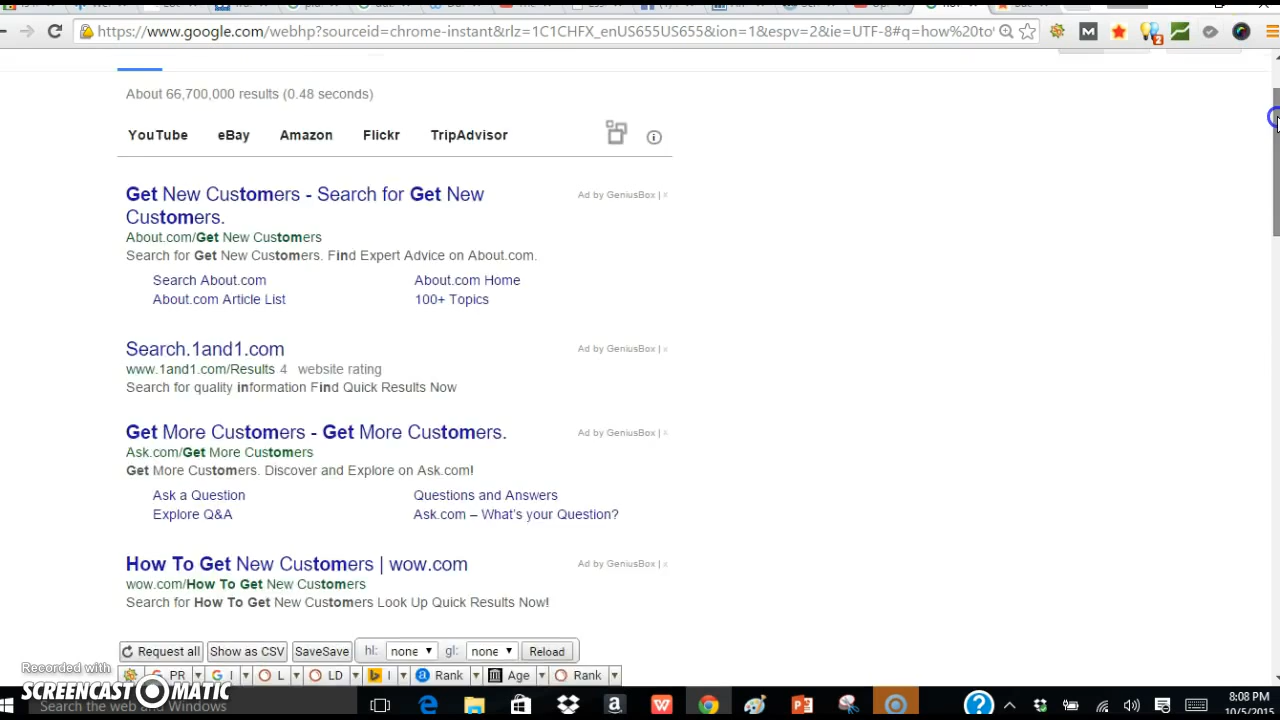 https://www.google.com/webhp?sourceid=chrome-instant&rlz=1C1CHFX_enUS655US655&ion=1&espv=2&ie=UTF-8#q=how%20to
About 66,700,000 results (0.48 seconds)
YouTube eBay Amazon Flickr TripAdvisor
Get New Customers - Search for Get New
Customers.
Ad by GeniusBox |
About.com/Get New Customers
Search for Get New Customers. Find Expert Advice on About.com.
Search About.com About.com Home
About.com Article List 100+ Topics
Search.1and1.com Ad by GeniusBox |
www.1and1.com/Results 4 website rating
Search for quality information Find Quick Results Now
Get More Customers - Get More Customers. Ad by GeniusBox |
Ask.com/Get More Customers
Get More Customers. Discover and Explore on Ask.com!
Ask a Question Questions and Answers
Explore Q&A Ask.com – What's your Question?
How To Get New Customers | wow.com Ad by GeniusBox |
wow.com/How To Get New Customers
Search for How To Get New Customers Look Up Quick Results Now!
Request all Show as CSV SaveSave hl: none gl: none Reload
PR I L LD I Rank Age Rank
Recorded with
SCREENCAST MATIC
Search the web and Windows
8:08 PM
10/5/2015